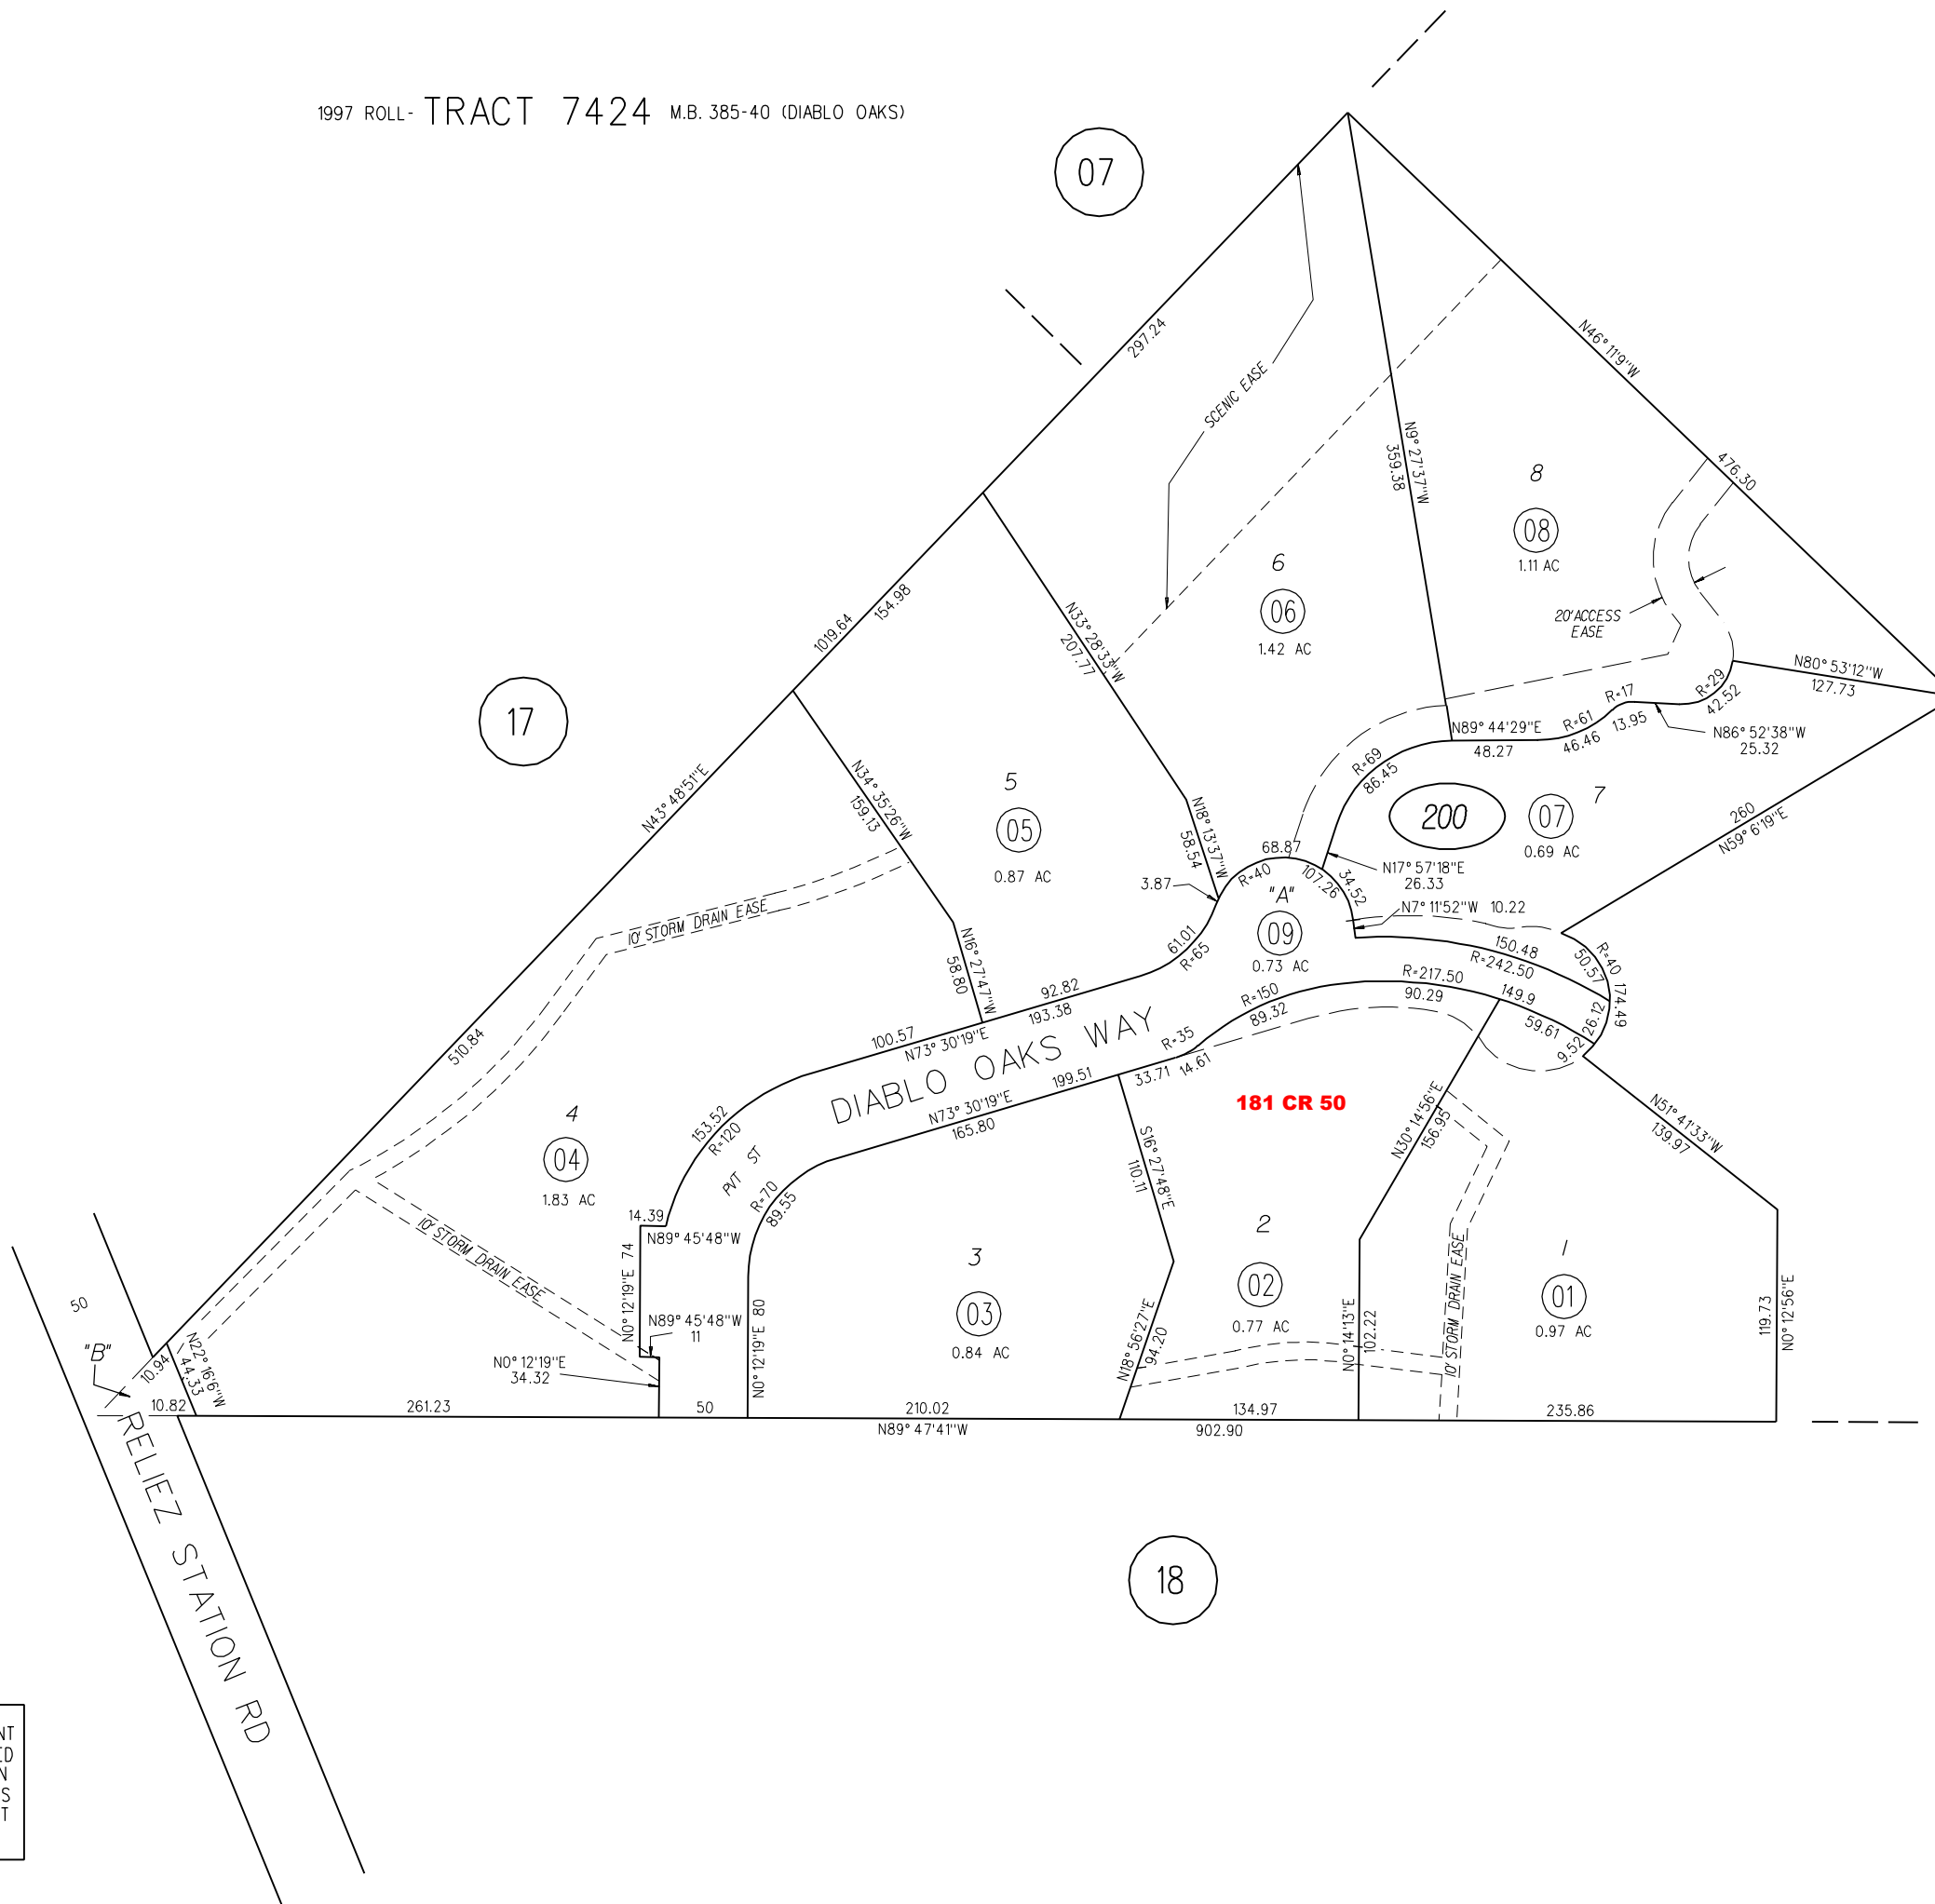 1997 ROLL- TRACT 7424 M.B. 385-40 (DIABLO OAKS)
07
297.24
SCENIC EASE
N46° 11'9"W
476.30
N9° 27'37"W
359.38
8
08
1.11 AC
20' ACCESS
EASE
6
06
1.42 AC
1019.64
154.98
N33° 28'33"W
207.77
17
N43° 48'51"E
N34° 35'26"W
159.13
5
05
0.87 AC
N18° 13'37"W
58.54
3.87
N80° 53'12"W
127.73
R=29
42.52
R=17
13.95
R=61
46.46
N89° 44'29"E
48.27
N86° 52'38"W
25.32
R=69
86.45
200
07
7
0.69 AC
260
N59° 6'19"E
68.87
R=40
107.26
34.52
N17° 57'18"E
26.33
N7° 11'52"W 10.22
"A"
09
0.73 AC
61.01
R=65
150.48
R=242.50
R=40
50.57
174.49
R=217.50
90.29
149.9
59.61
26.12
9.52
R=150
89.32
R=35
14.61
33.71
10' STORM DRAIN EASE
N16° 27'47"W
58.80
92.82
193.38
100.57
N73° 30'19"E
DIABLO OAKS WAY
199.51
N73° 30'19"E
165.80
181 CR 50
510.84
4
04
1.83 AC
153.52
R=120
PVT ST
R=70
89.55
S16° 27'48"E
110.11
N30° 14'56"E
156.95
N51° 41'33"W
139.97
14.39
N89° 45'48"W
N0° 12'19"E 74
10' STORM DRAIN EASE
N89° 45'48"W
11
N0° 12'19"E
34.32
N0° 12'19"E 80
3
03
0.84 AC
N18° 56'27"E
94.20
2
02
0.77 AC
N0° 14'13"E
102.22
10' STORM DRAIN EASE
1
01
0.97 AC
119.73
N0° 12'56"E
50
"B"
10.94
N22° 16'6"W
44.33
10.82
261.23
50
210.02
134.97
235.86
N89° 47'41"W
902.90
RELIEZ STATION RD
18
NT
ED
N
S
T